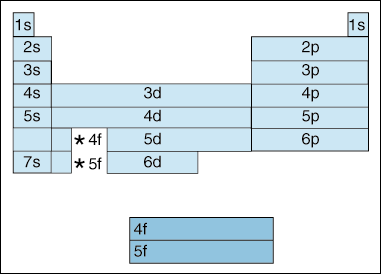 1s 1s
2s 2p
3s 3p
4s 3d 4p
5s 4d 5p
* 4f 5d 6p
7s * 5f 6d
4f
5f